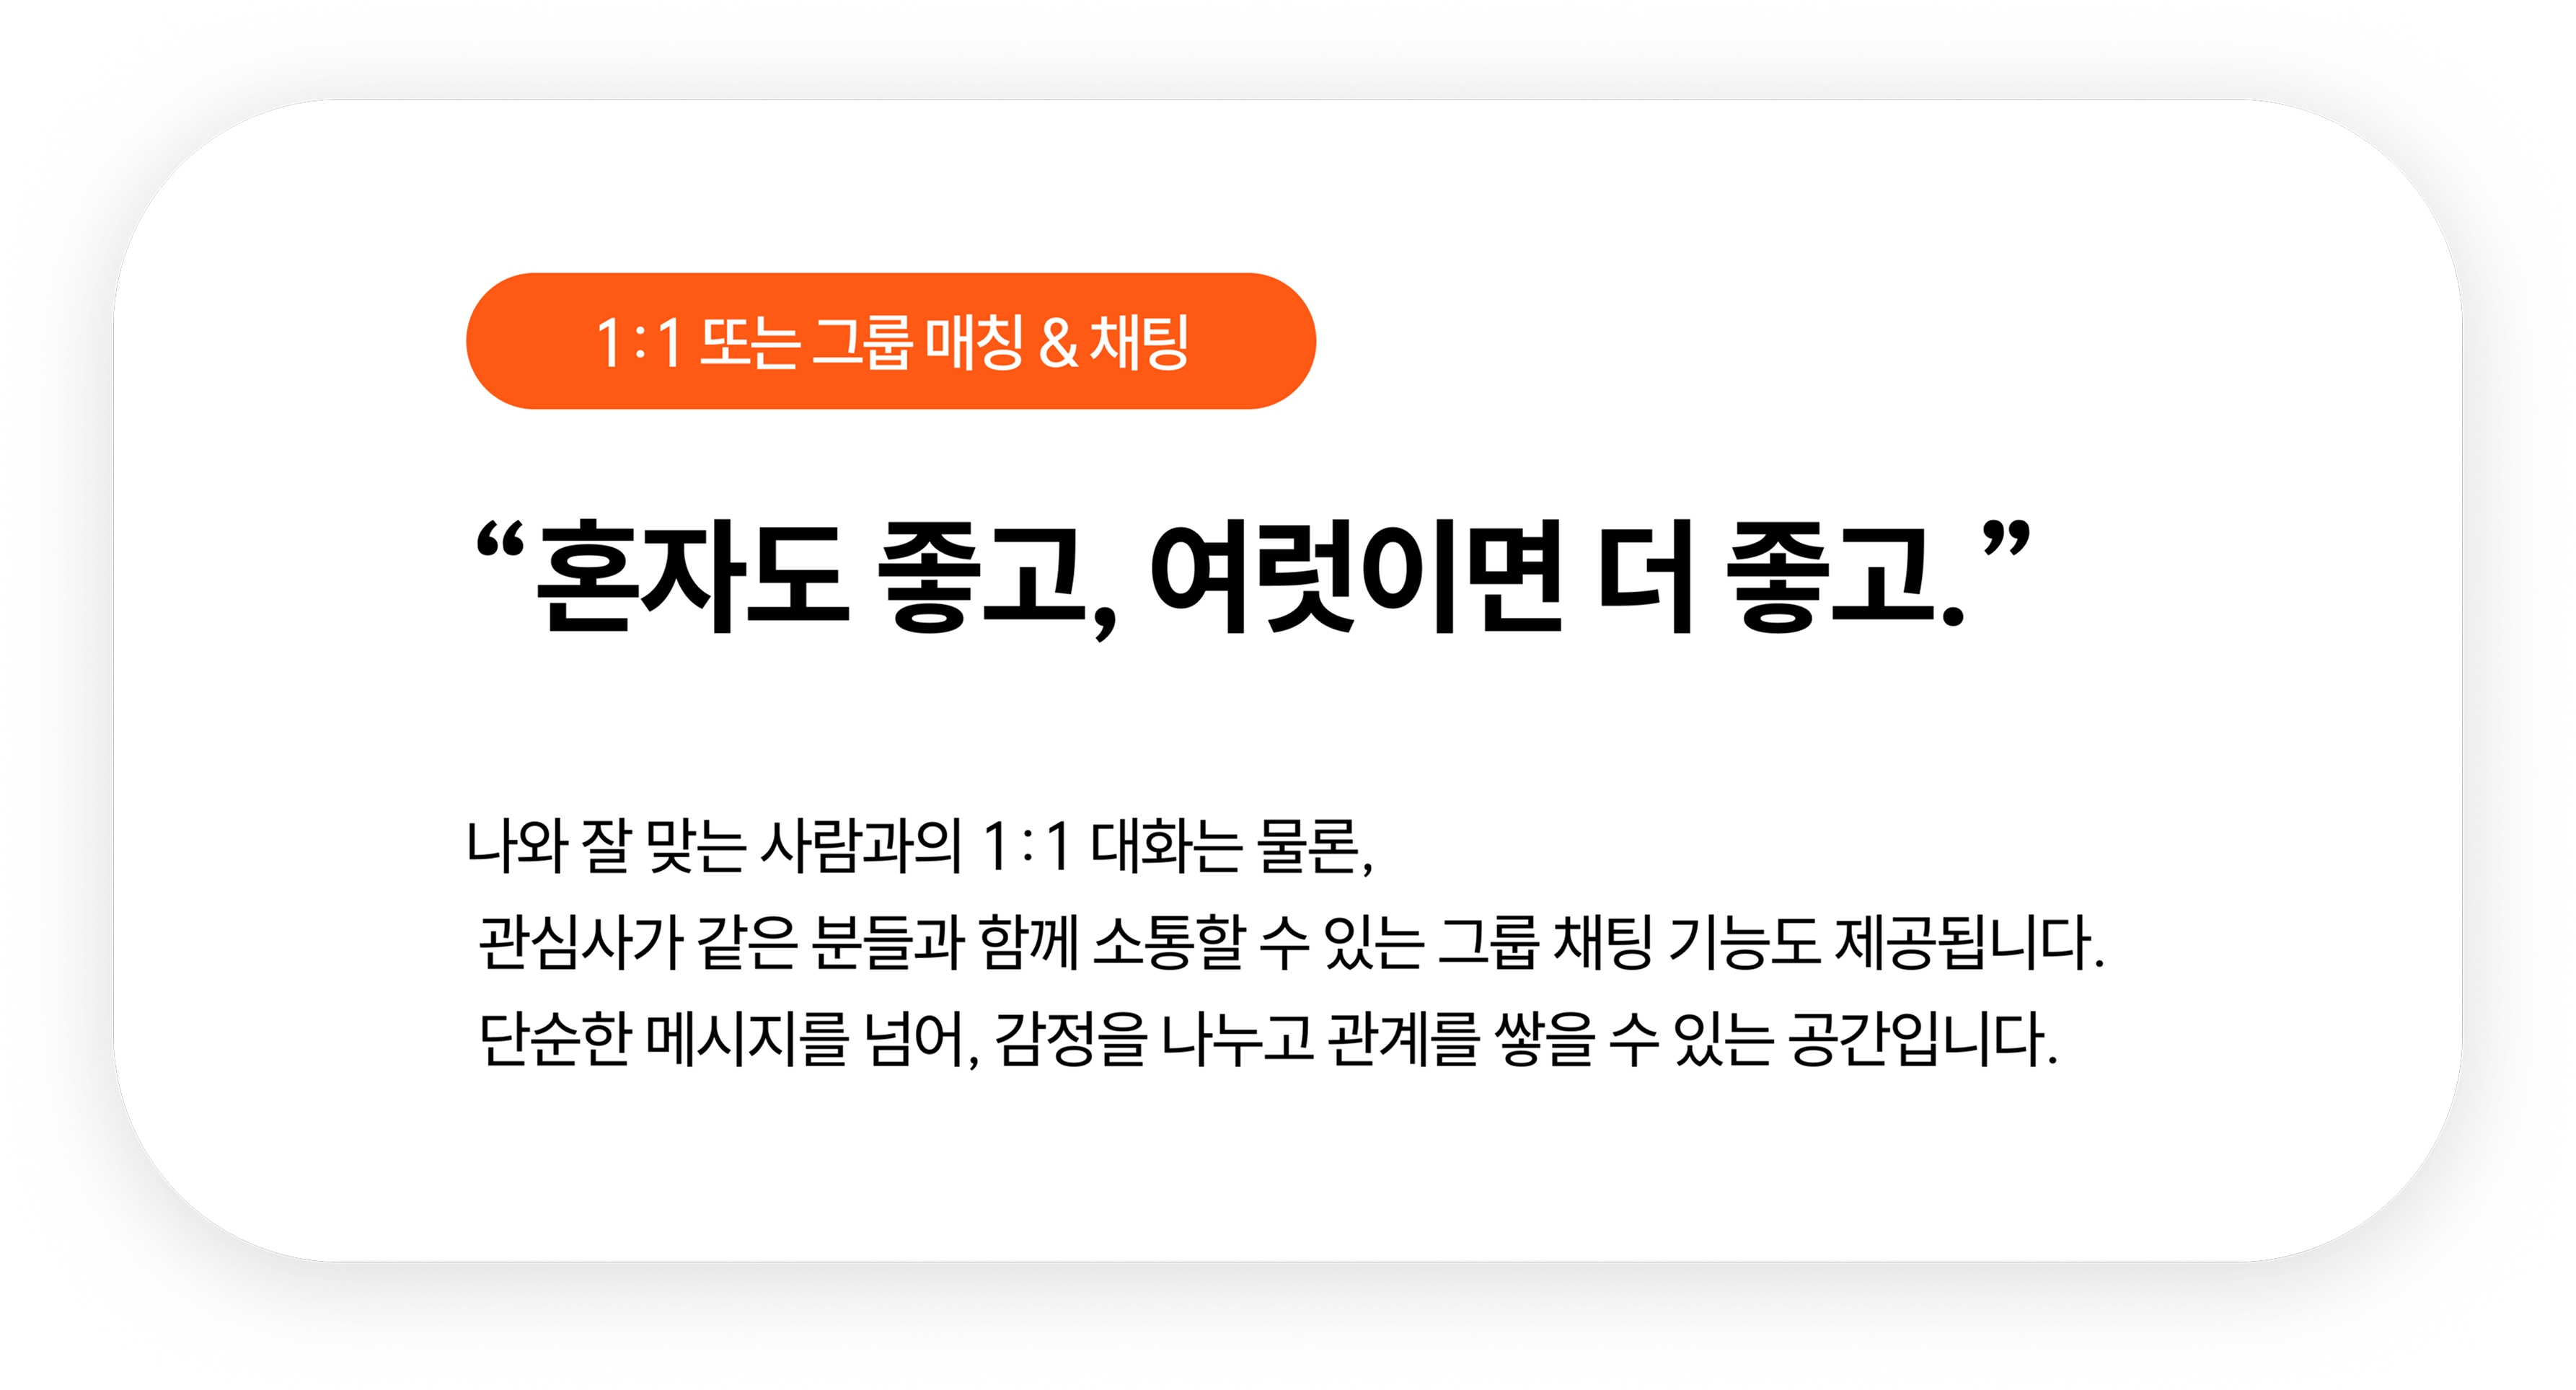 1:1 또는 그룹 매칭 & 채팅
“혼자도 좋고, 여럿이면 더 좋고.”
나와 잘 맞는 사람과의 1:1 대화는 물론,
관심사가 같은 분들과 함께 소통할 수 있는 그룹 채팅 기능도 제공됩니다.
단순한 메시지를 넘어, 감정을 나누고 관계를 쌓을 수 있는 공간입니다.